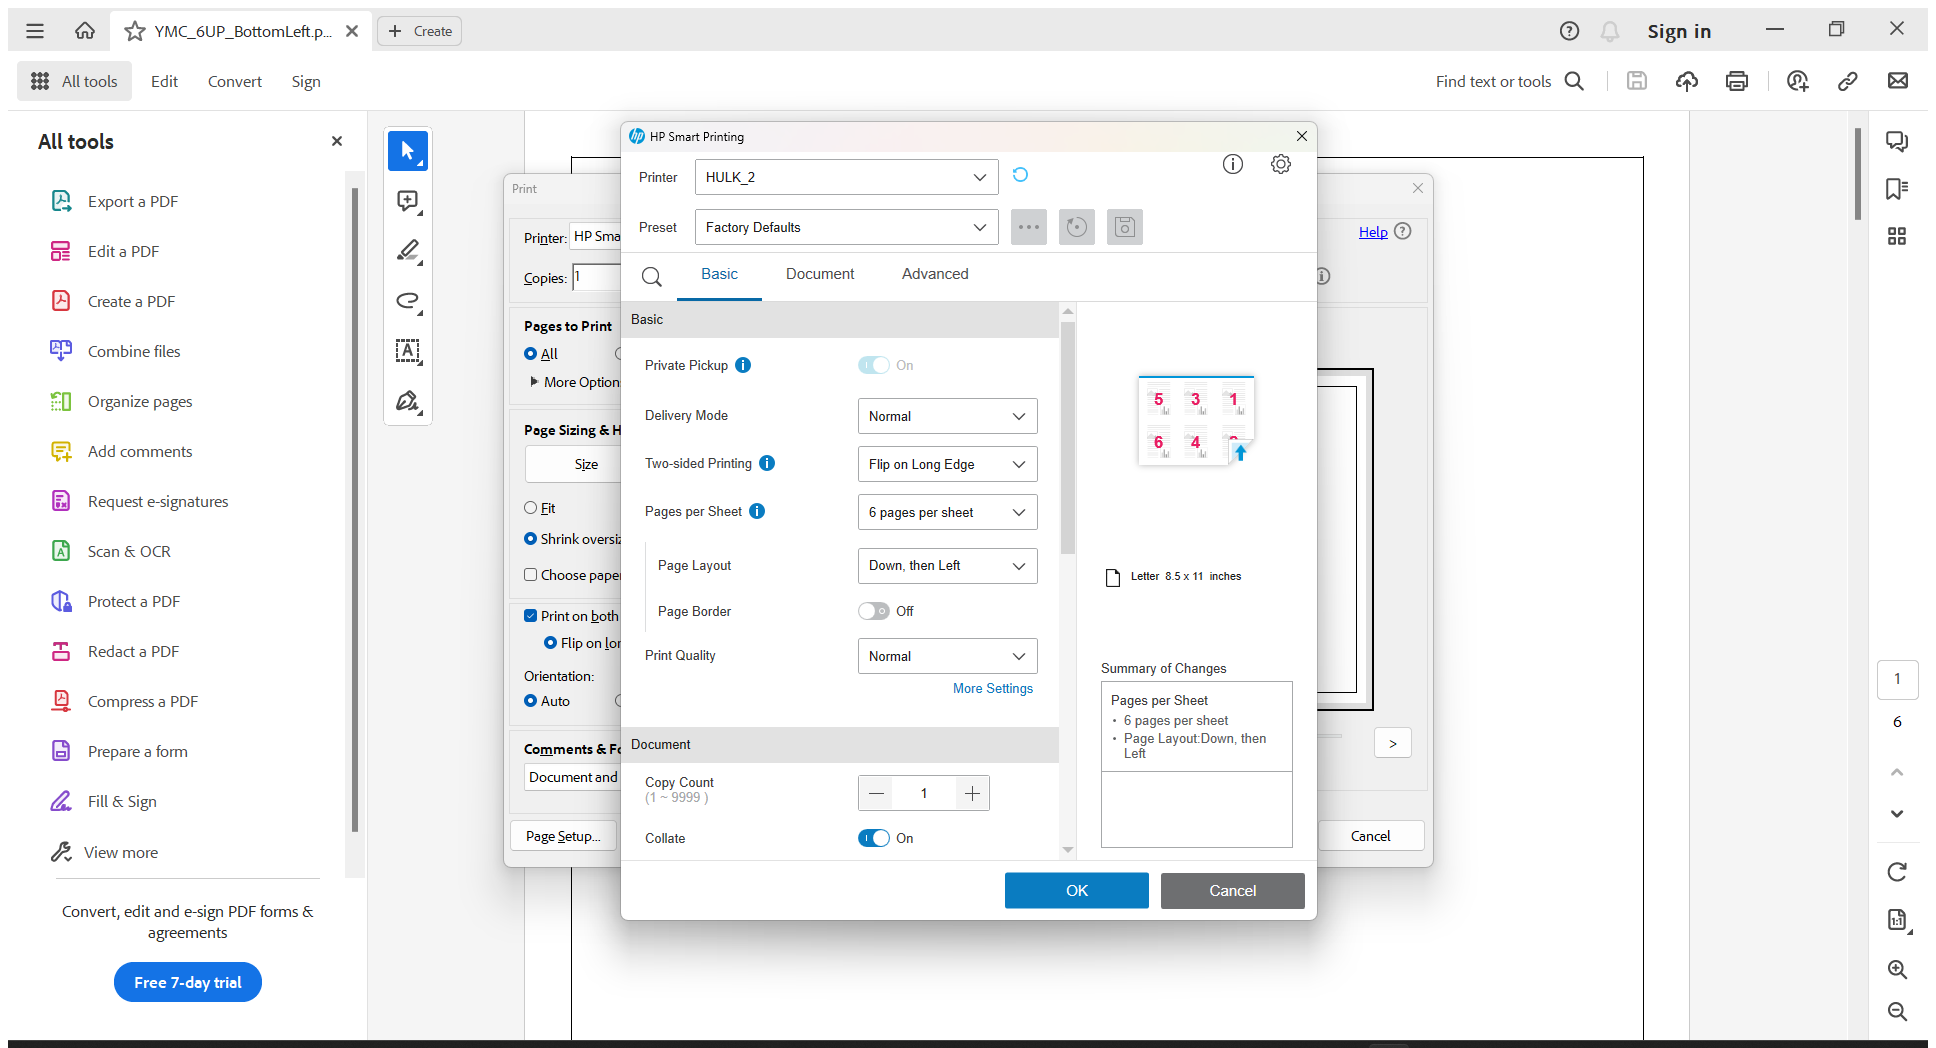 YMC_6UP_BottomLeft.p...
Create
Sign in
All tools
Edit
Convert
Sign
Find text or tools
All tools
Export a PDF
Edit a PDF
Create a PDF
Combine files
Organize pages
Add comments
Request e-signatures
Scan & OCR
Protect a PDF
Redact a PDF
Compress a PDF
Prepare a form
Fill & Sign
View more
Convert, edit and e-sign PDF forms &
agreements
Free 7-day trial
Print
Printer: HP Sma
Copies: 1
Help
Pages to Print
All
More Option
Page Sizing & H
Size
Fit
Shrink oversiz
Choose pape
Print on both
Flip on lor
Orientation:
Auto
Comments & Fo
Document and
Page Setup...
>
Cancel
HP Smart Printing
Printer
HULK_2
Preset
Factory Defaults
Basic
Document
Advanced
Basic
Private Pickup
On
Delivery Mode
Normal
Two-sided Printing
Flip on Long Edge
Pages per Sheet
6 pages per sheet
Page Layout
Down, then Left
Page Border
Off
Print Quality
Normal
More Settings
Document
Copy Count
(1 ~ 9999 )
1
Collate
On
5 3 1
6 4
Letter 8.5 x 11 inches
Summary of Changes
Pages per Sheet
• 6 pages per sheet
• Page Layout:Down, then
Left
OK
Cancel
1
6
1:1